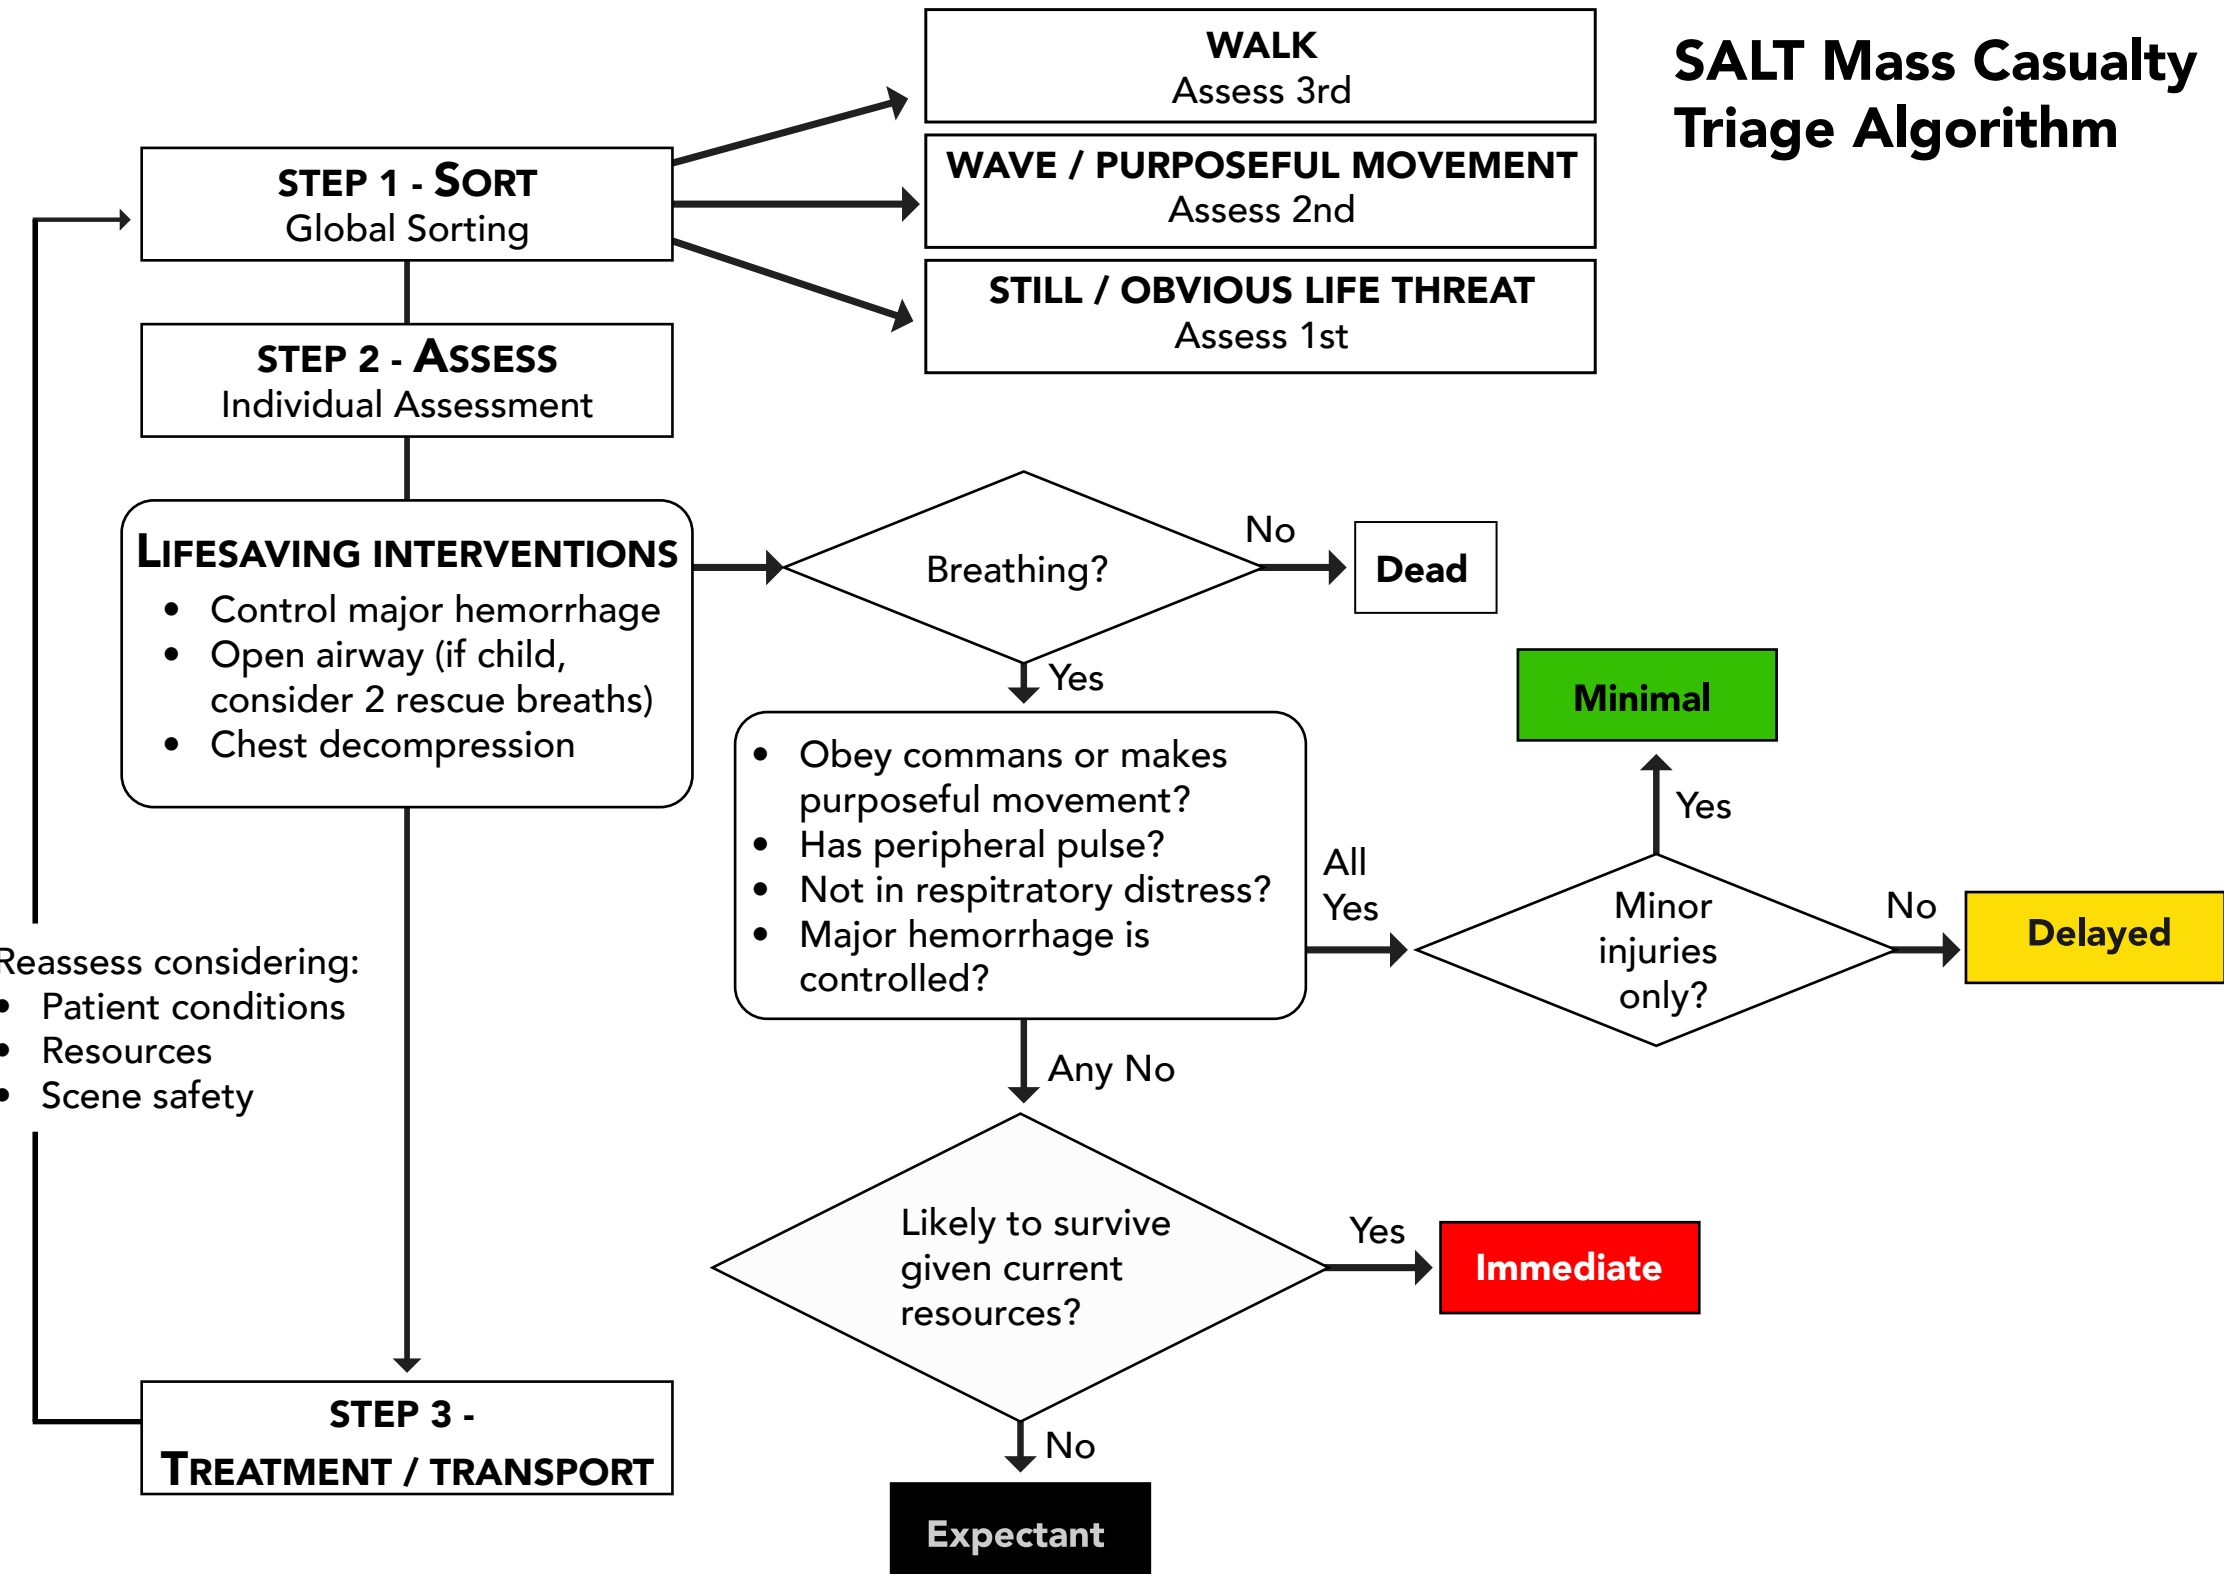 SALT Mass Casualty
Triage Algorithm
WALK
Assess 3rd
WAVE / PURPOSEFUL MOVEMENT
Assess 2nd
STILL / OBVIOUS LIFE THREAT
Assess 1st
STEP 1 - SORT
Global Sorting
STEP 2 - ASSESS
Individual Assessment
LIFESAVING INTERVENTIONS
• Control major hemorrhage
• Open airway (if child,
consider 2 rescue breaths)
• Chest decompression
Breathing?
No
Dead
Yes
• Obey commans or makes
purposeful movement?
• Has peripheral pulse?
• Not in respitratory distress?
• Major hemorrhage is
controlled?
All
Yes
Minor
injuries
only?
Yes
Minimal
No
Delayed
Any No
Likely to survive
given current
resources?
Yes
Immediate
No
Expectant
Reassess considering:
• Patient conditions
• Resources
• Scene safety
STEP 3 -
TREATMENT / TRANSPORT